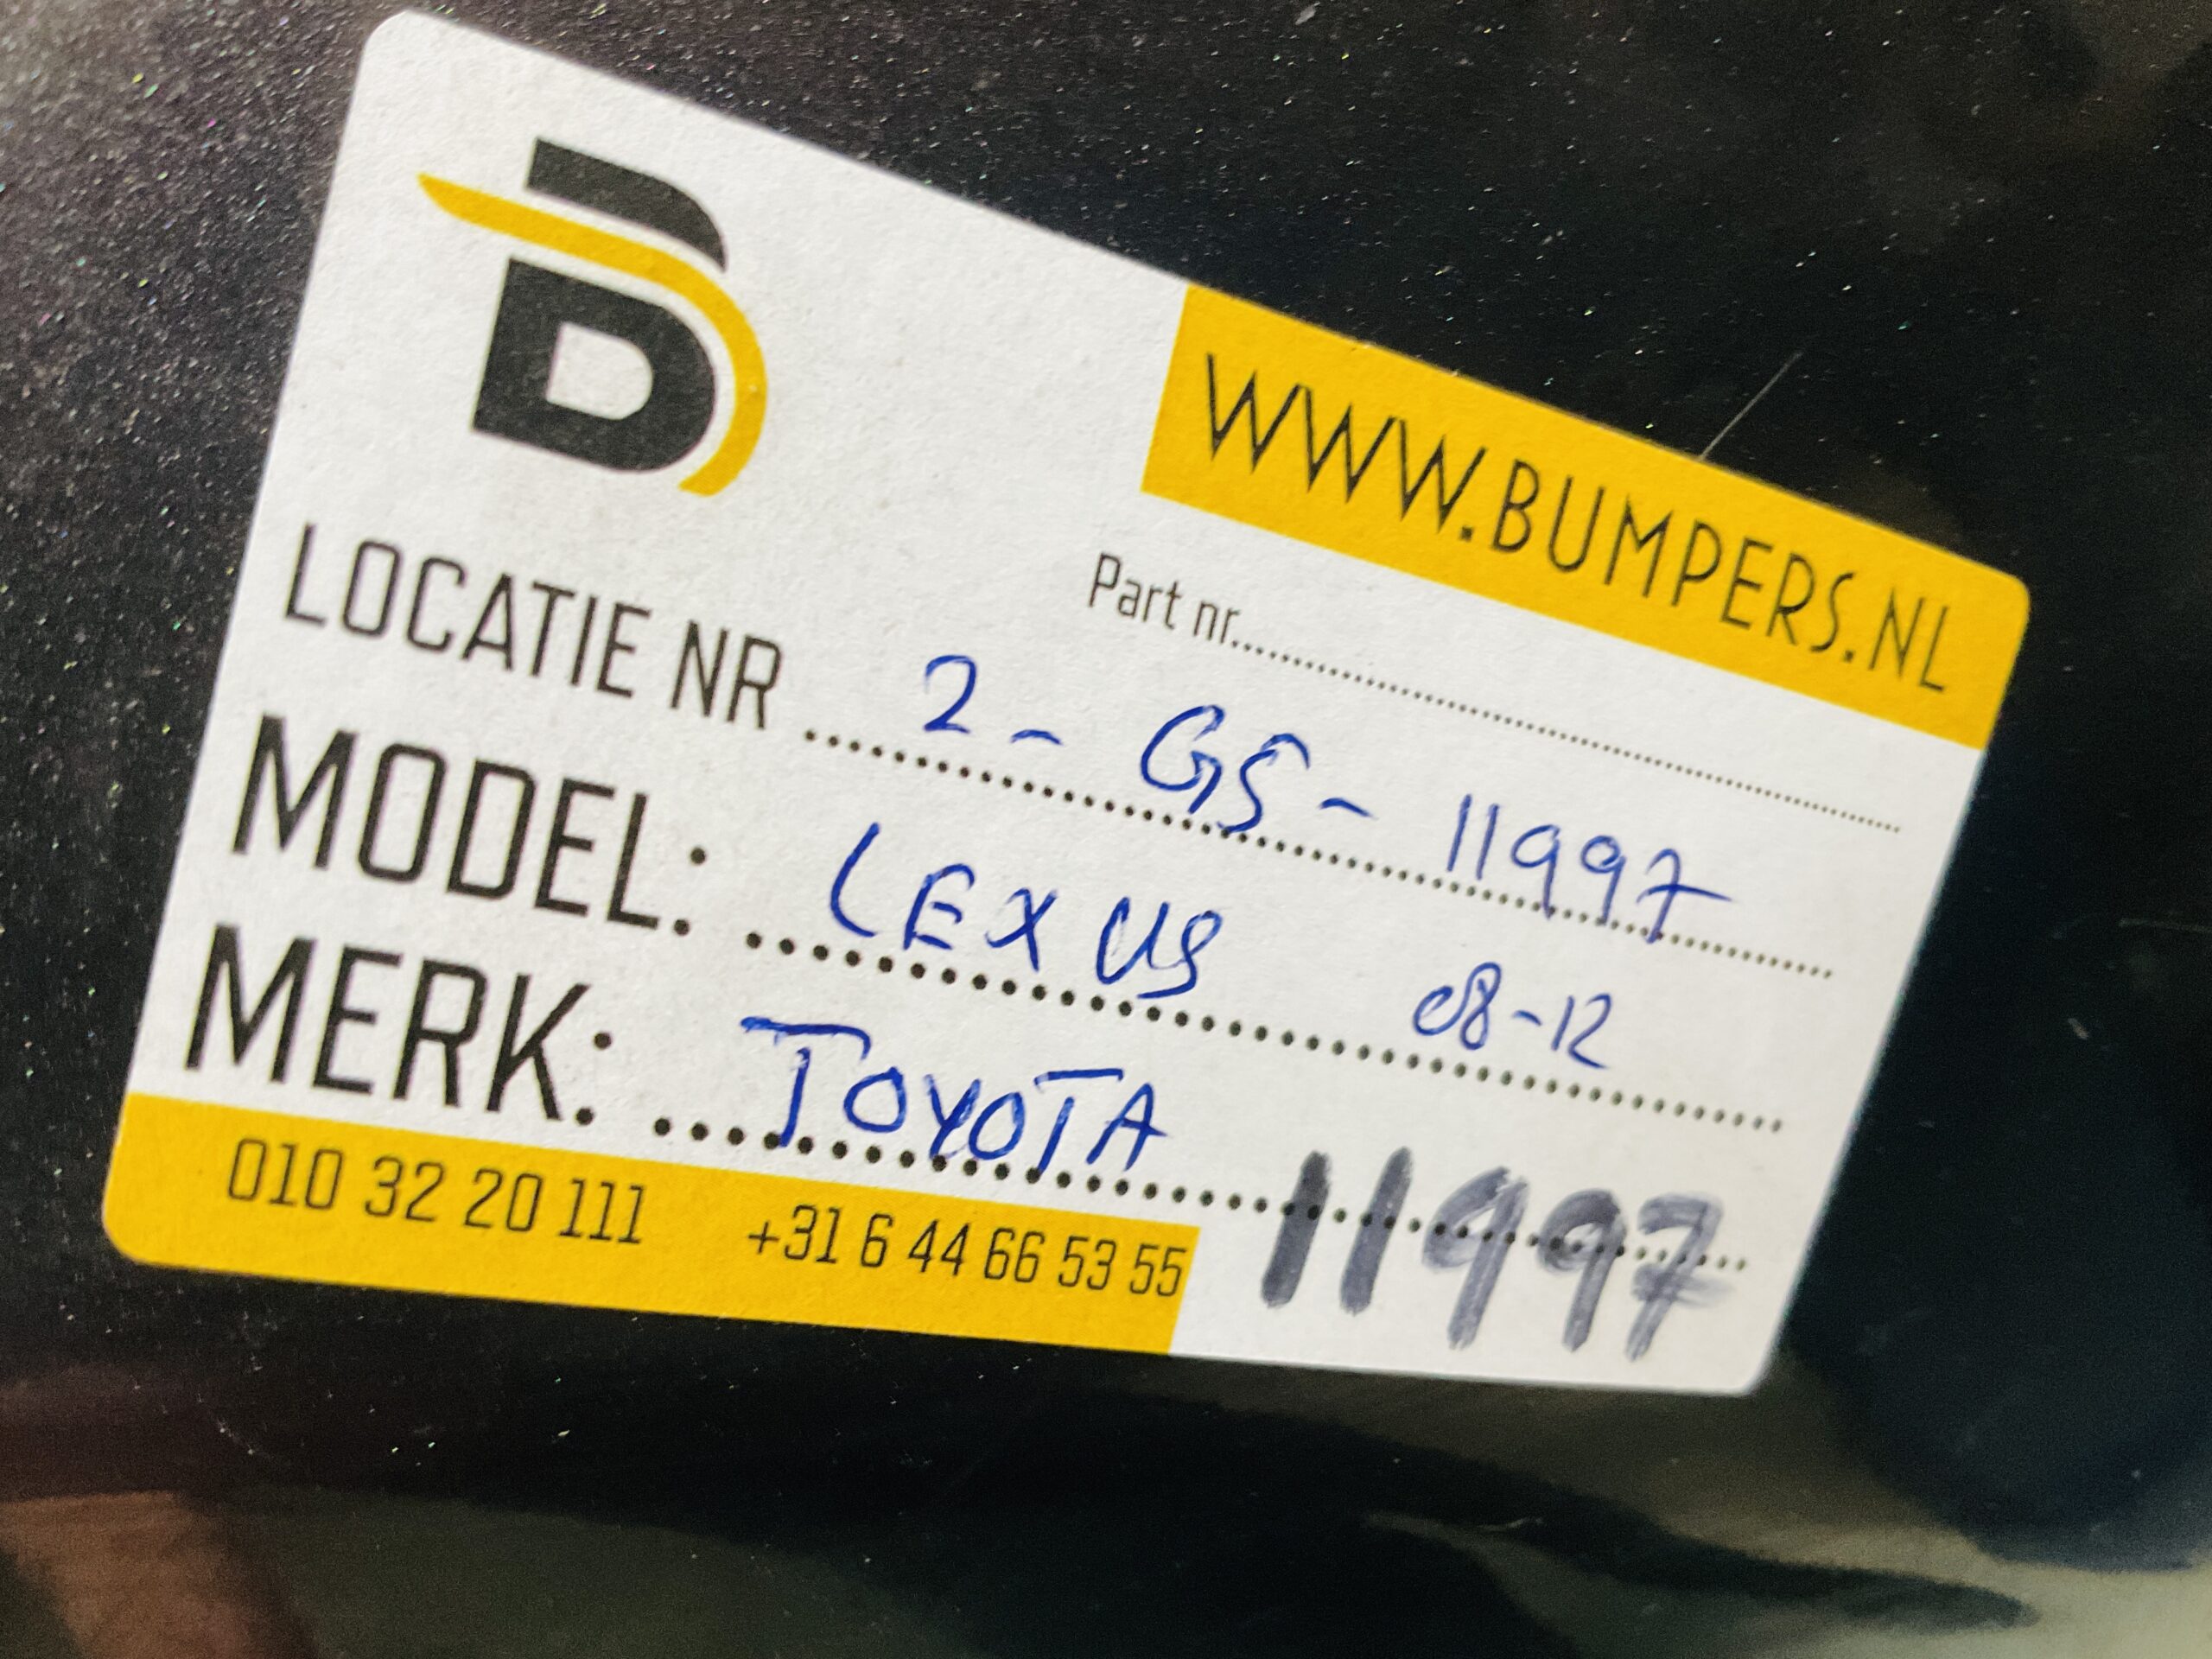 B
WWW.BUMPERS.NL
Part nr..........
LOCATIE NR .......... 2 - GS - 11997
MODEL: .......... LEXUS 08-12
MERK: .......... TOYOTA
11997
010 32 20 111 +31 6 44 66 53 55